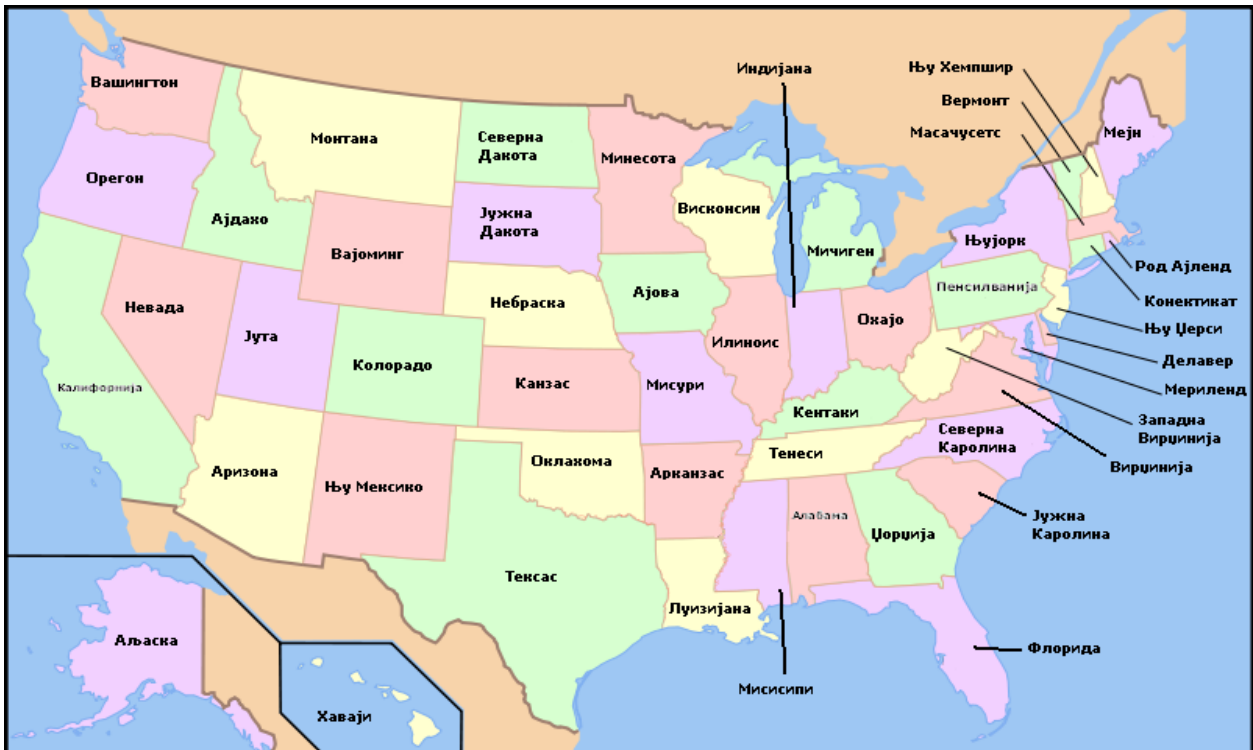 Индијана
Њу Хемпшир
Вермонт
Масачусетс
Мејн
Вашингтон
Монтана
Северна
Дакота
Минесота
Орегон
Ајдахо
Вајоминг
Јужна
Дакота
Висконсин
Мичиген
Њујорк
Род Ајленд
Конектикат
Њу Џерси
Делавер
Мериленд
Пенсилванија
Невада
Јута
Небраска
Ајова
Илиноис
Охајо
Калифорнија
Колорадо
Канзас
Мисури
Кентаки
Западна
Вирџинија
Вирџинија
Северна
Каролина
Аризона
Њу Мексико
Оклахома
Арканзас
Тенеси
Јужна
Каролина
Алабама
Џорџија
Тексас
Луизијана
Мисисипи
Флорида
Аљаска
Хаваји